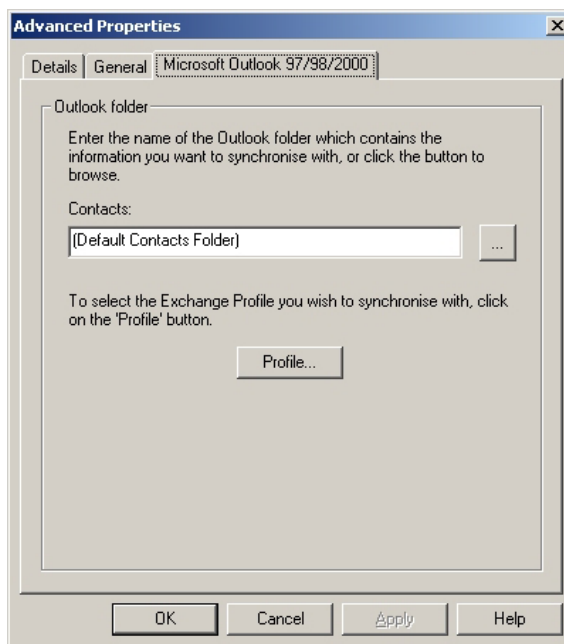 Advanced Properties
Details General Microsoft Outlook 97/98/2000
Outlook folder
Enter the name of the Outlook folder which contains the
information you want to synchronise with, or click the button to
browse.
Contacts:
(Default Contacts Folder) ...
To select the Exchange Profile you wish to synchronise with, click
on the 'Profile' button.
Profile...
OK Cancel Apply Help